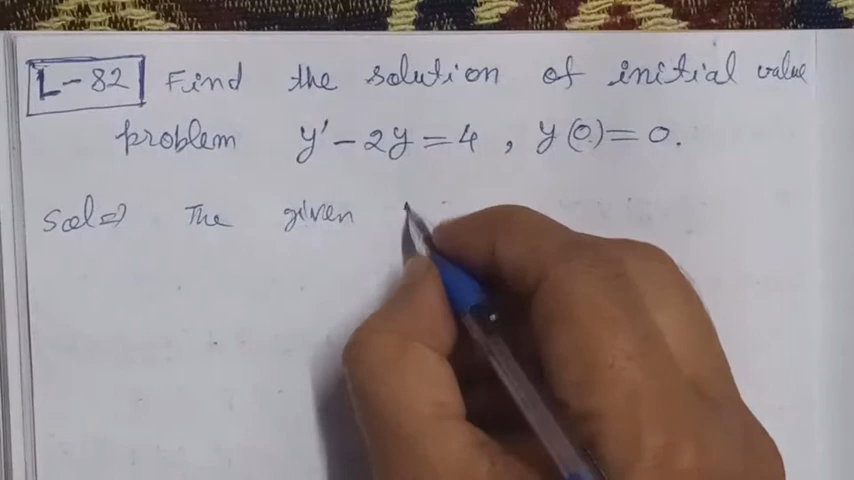 L-82 Find the solution of initial value
problem y' - 2y = 4 , y(0) = 0.
Sol⇒ The given